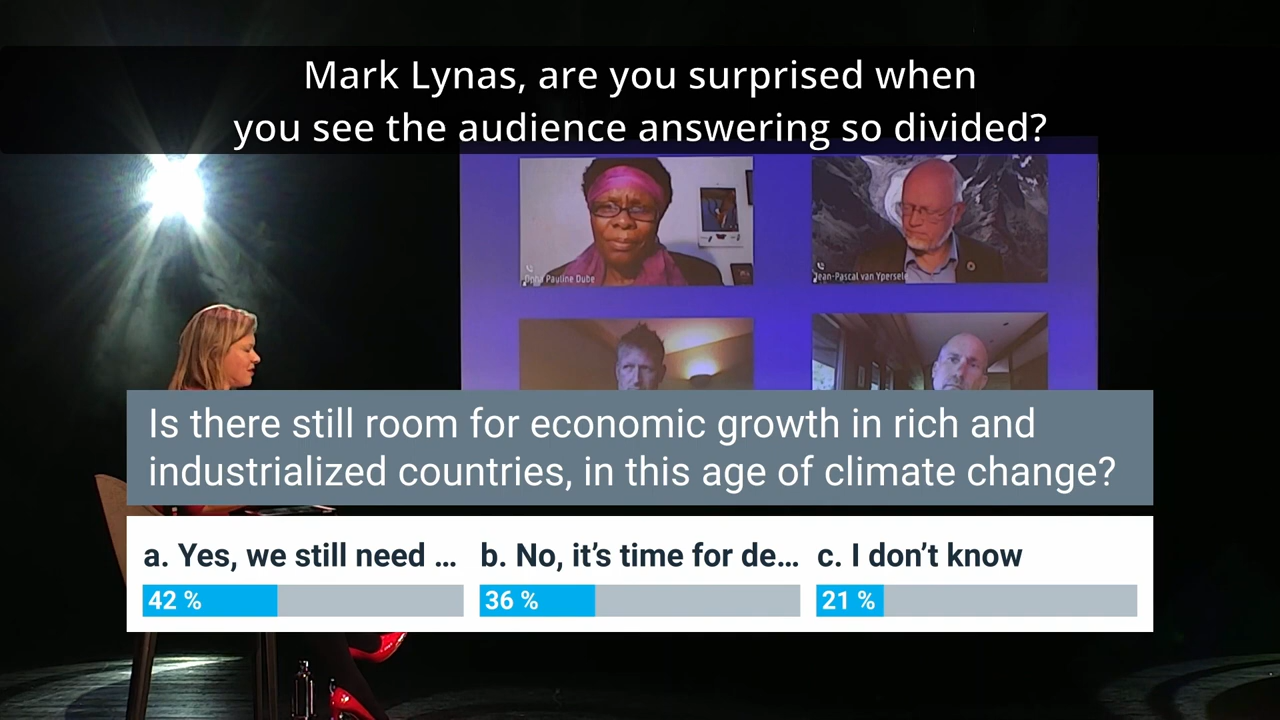 Mark Lynas, are you surprised when
you see the audience answering so divided?
Opha Pauline Dube
Jean-Pascal van Ypersele
Is there still room for economic growth in rich and
industrialized countries, in this age of climate change?
a. Yes, we still need ...
b. No, it’s time for de...
c. I don’t know
42 %
36 %
21 %